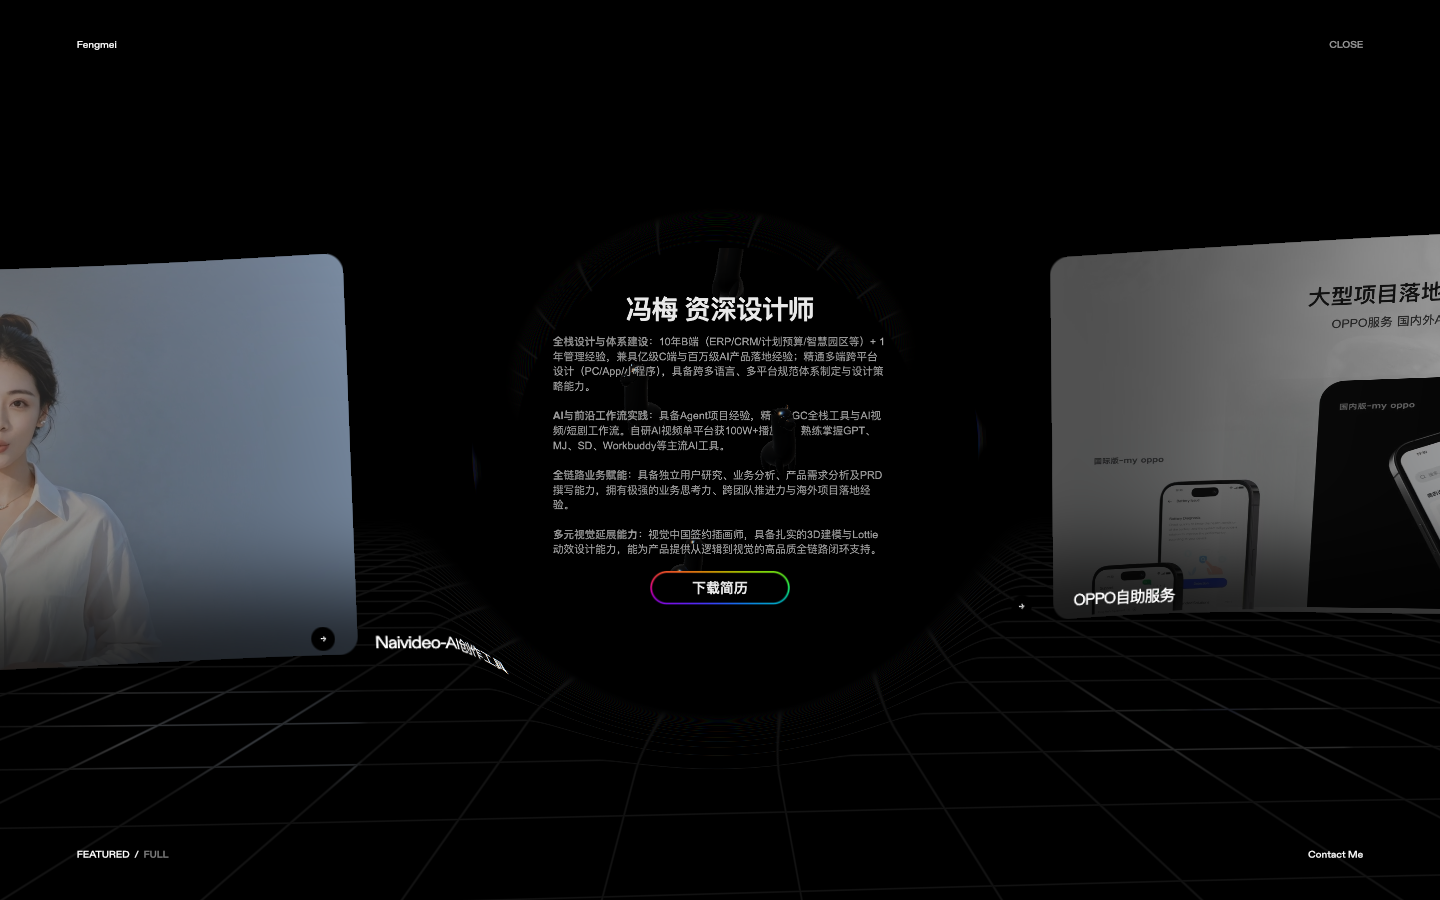 Fengmei
CLOSE
冯梅 资深设计师
全栈设计与体系建设：10年B端（ERP/CRM/计划预算/智慧园区等）+ 1
年管理经验，兼具亿级C端与百万级AI产品落地经验；精通多端跨平台
设计（PC/App/小程序），具备跨多语言、多平台规范体系制定与设计策
略能力。
AI与前沿工作流实践：具备Agent项目经验，精 GC全栈工具与AI视
频/短剧工作流。自研AI视频单平台获100W+播 熟练掌握GPT、
MJ、SD、Workbuddy等主流AI工具。
全链路业务赋能：具备独立用户研究、业务分析、产品需求分析及PRD
撰写能力，拥有极强的业务思考力、跨团队推进力与海外项目落地经
验。
多元视觉延展能力：视觉中国签约插画师，具备扎实的3D建模与Lottie
动效设计能力，能为产品提供从逻辑到视觉的高品质全链路闭环支持。
下载简历
Naivideo-AI创作工具
大型项目落地
OPPO服务 国内外A
国内版-my oppo
国际版-my oppo
OPPO自助服务
FEATURED / FULL
Contact Me